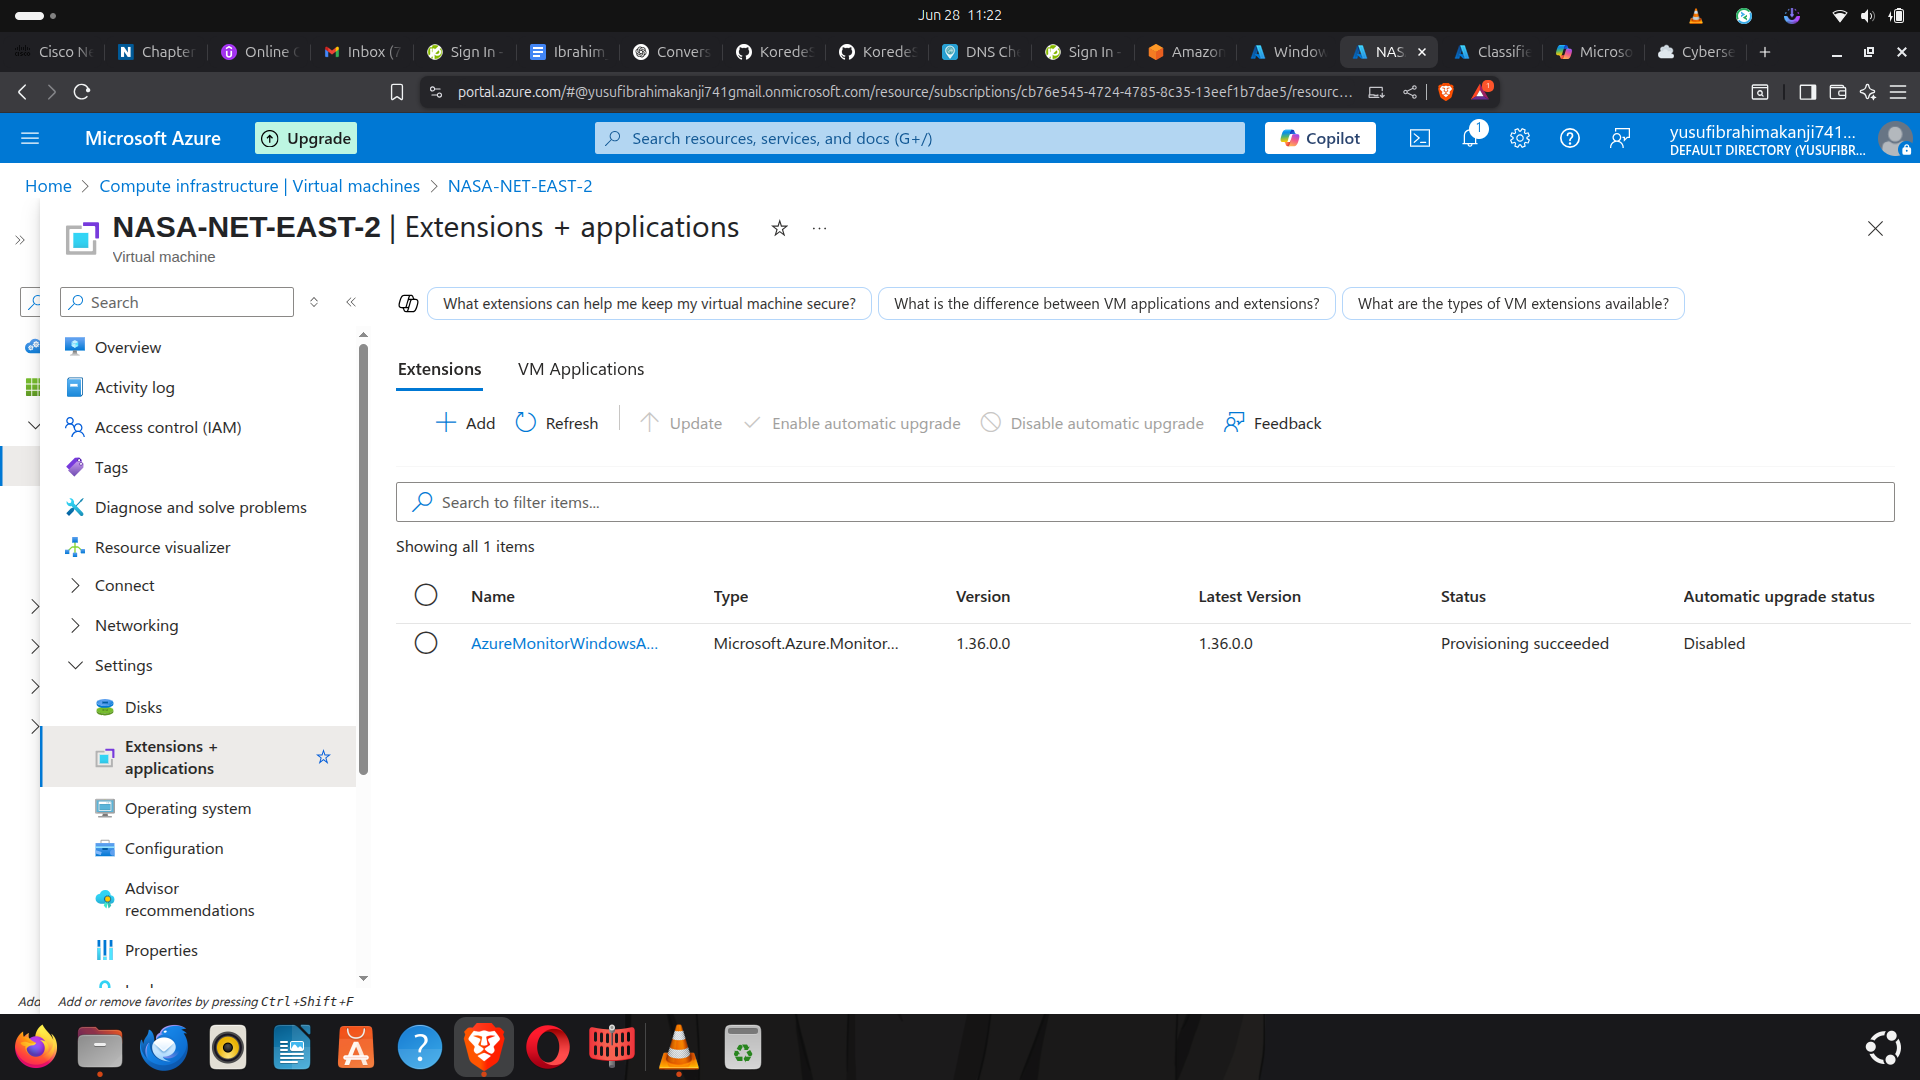 Jun 28 11:22
Cisco Ne
Chapter
Online C
Inbox (7
Sign In -
Ibrahim
Convers
KoredeS
KoredeS
DNS Che
Sign In -
Amazon
Window
NAS
Classifie
Microso
Cyberse
portal.azure.com/#@yusufibrahimakanji741gmail.onmicrosoft.com/resource/subscriptions/cb76e545-4724-4785-8c35-13eef1b7dae5/resourc...
1
Microsoft Azure
Upgrade
Search resources, services, and docs (G+/)
Copilot
1
yusufibrahimakanji741...
DEFAULT DIRECTORY (YUSUFIBR...
Home > Compute infrastructure | Virtual machines > NASA-NET-EAST-2
NASA-NET-EAST-2 | Extensions + applications
Virtual machine
Search
What extensions can help me keep my virtual machine secure?
What is the difference between VM applications and extensions?
What are the types of VM extensions available?
Overview
Activity log
Access control (IAM)
Tags
Diagnose and solve problems
Resource visualizer
Connect
Networking
Settings
Disks
Extensions +
applications
Operating system
Configuration
Advisor
recommendations
Properties
Add
Add or remove favorites by pressing Ctrl+Shift+F
Extensions
VM Applications
Add
Refresh
Update
Enable automatic upgrade
Disable automatic upgrade
Feedback
Search to filter items...
Showing all 1 items
Name Type Version Latest Version Status Automatic upgrade status
AzureMonitorWindowsA... Microsoft.Azure.Monitor... 1.36.0.0 1.36.0.0 Provisioning succeeded Disabled